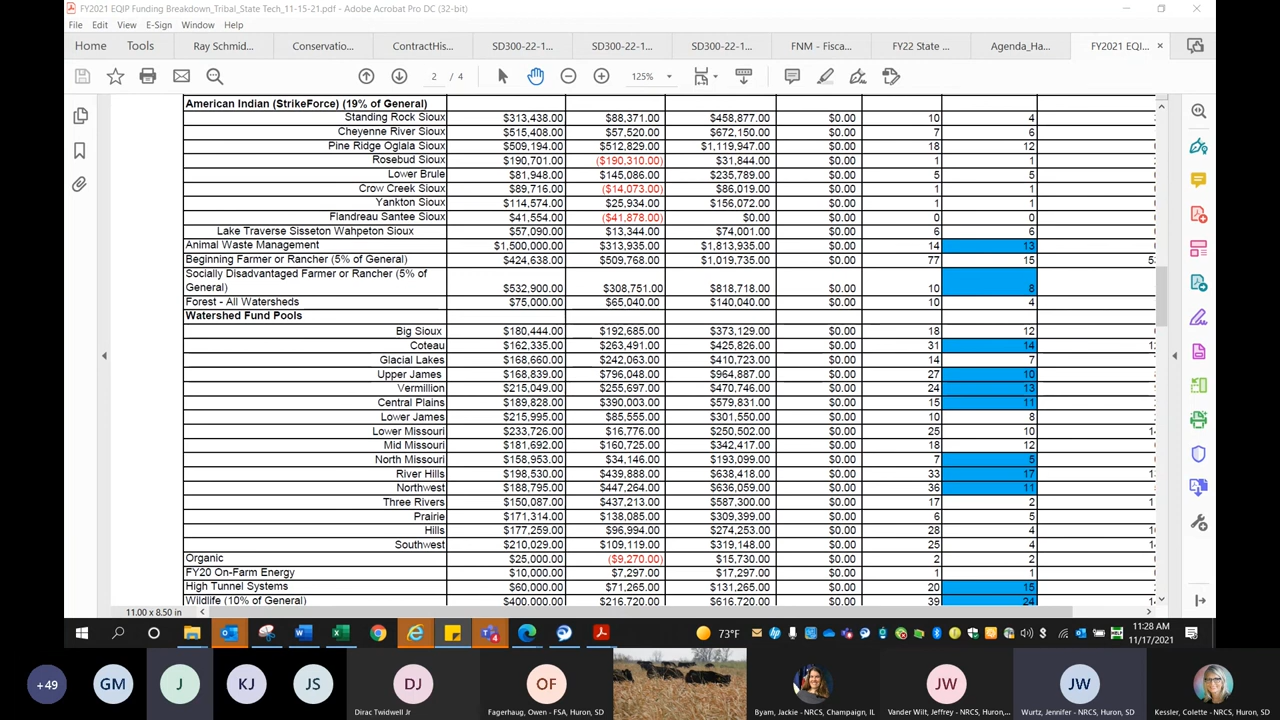 FY2021 EQIP Funding Breakdown_Tribal_State Tech_11-15-21.pdf - Adobe Acrobat Pro DC (32-bit)
File Edit View E-Sign Window Help
Home Tools Ray Schmid... Conservatio... ContractHis... SD300-22-1... SD300-22-1... SD300-22-1... FNM - Fisca... FY22 State ... Agenda_Ha... FY2021 EQI... ×
2 / 4 125%
American Indian (StrikeForce) (19% of General)
Standing Rock Sioux $313,438.00 $88,371.00 $458,877.00 $0.00 10 4
Cheyenne River Sioux $515,408.00 $57,520.00 $672,150.00 $0.00 7 6
Pine Ridge Oglala Sioux $509,194.00 $512,829.00 $1,119,947.00 $0.00 18 12
Rosebud Sioux $190,701.00 ($190,310.00) $31,844.00 $0.00 1 1
Lower Brule $81,948.00 $145,086.00 $235,789.00 $0.00 5 5
Crow Creek Sioux $89,716.00 ($14,073.00) $86,019.00 $0.00 1 1
Yankton Sioux $114,574.00 $25,934.00 $156,072.00 $0.00 1 1
Flandreau Santee Sioux $41,554.00 ($41,878.00) $0.00 $0.00 0 0
Lake Traverse Sisseton Wahpeton Sioux $57,090.00 $13,344.00 $74,001.00 $0.00 6 6
Animal Waste Management $1,500,000.00 $313,935.00 $1,813,935.00 $0.00 14 13
Beginning Farmer or Rancher (5% of General) $424,638.00 $509,768.00 $1,019,735.00 $0.00 77 15
Socially Disadvantaged Farmer or Rancher (5% of
General) $532,900.00 $308,751.00 $818,718.00 $0.00 10 8
Forest - All Watersheds $75,000.00 $65,040.00 $140,040.00 $0.00 10 4
Watershed Fund Pools
Big Sioux $180,444.00 $192,685.00 $373,129.00 $0.00 18 12
Coteau $162,335.00 $263,491.00 $425,826.00 $0.00 31 14
Glacial Lakes $168,660.00 $242,063.00 $410,723.00 $0.00 14 7
Upper James $168,839.00 $796,048.00 $964,887.00 $0.00 27 10
Vermillion $215,049.00 $255,697.00 $470,746.00 $0.00 24 13
Central Plains $189,828.00 $390,003.00 $579,831.00 $0.00 15 11
Lower James $215,995.00 $85,555.00 $301,550.00 $0.00 10 8
Lower Missouri $233,726.00 $16,776.00 $250,502.00 $0.00 25 10
Mid Missouri $181,692.00 $160,725.00 $342,417.00 $0.00 18 12
North Missouri $158,953.00 $34,146.00 $193,099.00 $0.00 7 5
River Hills $198,530.00 $439,888.00 $638,418.00 $0.00 33 17
Northwest $188,795.00 $447,264.00 $636,059.00 $0.00 36 11
Three Rivers $150,087.00 $437,213.00 $587,300.00 $0.00 17 2
Prairie $171,314.00 $138,085.00 $309,399.00 $0.00 6 5
Hills $177,259.00 $96,994.00 $274,253.00 $0.00 28 4
Southwest $210,029.00 $109,119.00 $319,148.00 $0.00 25 4
Organic $25,000.00 ($9,270.00) $15,730.00 $0.00 2 2
FY20 On-Farm Energy $10,000.00 $7,297.00 $17,297.00 $0.00 1 1
High Tunnel Systems $60,000.00 $71,265.00 $131,265.00 $0.00 20 15
Wildlife (10% of General) $400,000.00 $216,720.00 $616,720.00 $0.00 39 24
11.00 x 8.50 in
73°F 11:28 AM
11/17/2021
+49 GM J KJ JS DJ OF JW JW
Dirac Twidwell Jr Fagerhaug, Owen - FSA, Huron, SD Byam, Jackie - NRCS, Champaign, IL Vander Wilt, Jeffrey - NRCS, Huron,... Wurtz, Jennifer - NRCS, Huron, SD Kessler, Colette - NRCS, Huron, SD